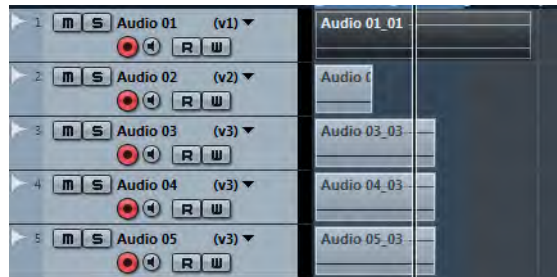 1 m S Audio 01 (v1) Audio 01_01
R W
2 m S Audio 02 (v2) Audio
R W
3 m S Audio 03 (v3) Audio 03_03
R W
4 m S Audio 04 (v3) Audio 04_03
R W
5 m S Audio 05 (v3) Audio 05_03
R W